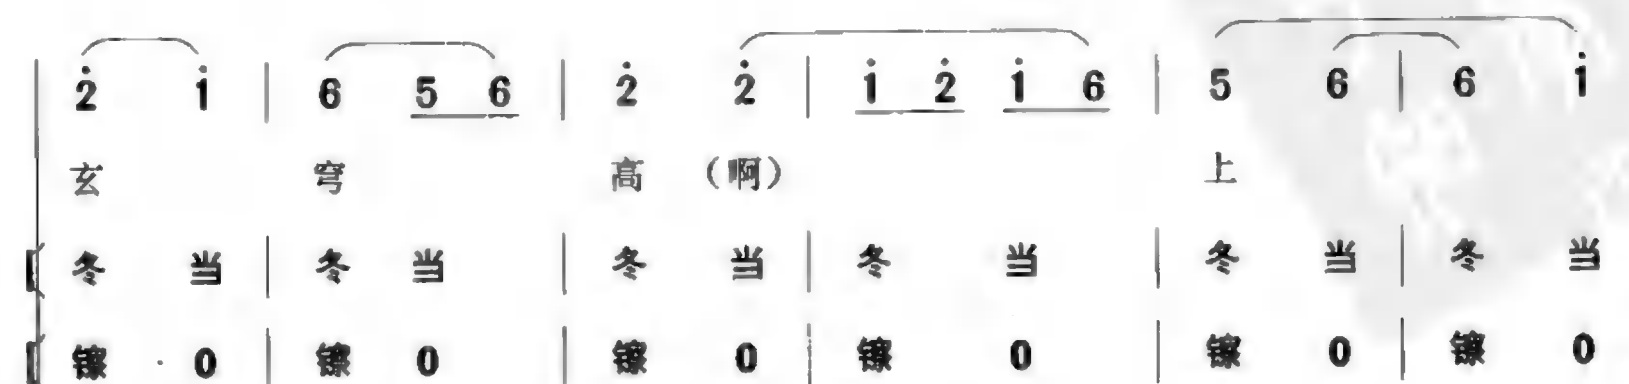 2̇ 1̇ | 6 5 6 | 2̇ 2̇ | 1̇ 2̇ 1̇ 6 | 5 6 | 6 1̇
玄 穹 高 （啊） 上
冬 当 | 冬 当 | 冬 当 | 冬 当 | 冬 当 | 冬 当
镲 0 | 镲 0 | 镲 0 | 镲 0 | 镲 0 | 镲 0